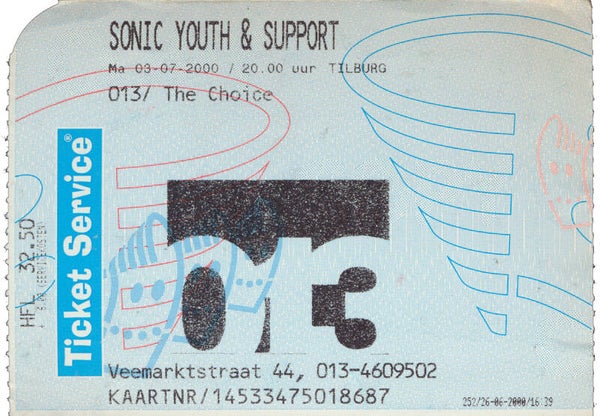 SONIC YOUTH & SUPPORT
Ma 03-07-2000 / 20.00 uur TILBURG
013/ The Choice
Ticket Service®
HFL 32.50
013
Veemarktstraat 44, 013-4609502
KAARTNR/14533475018687
252/26-06-2000/16:39